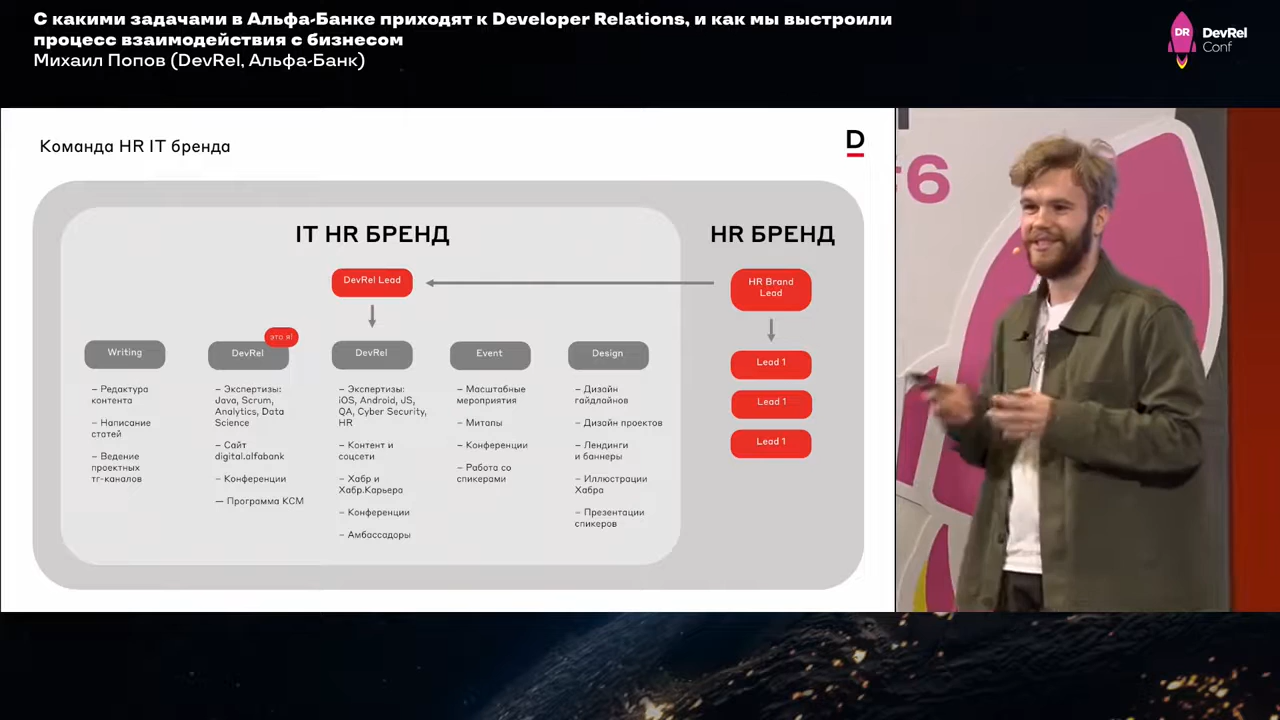 С какими задачами в Альфа-Банке приходят к Developer Relations, и как мы выстроили
процесс взаимодействия с бизнесом
Михаил Попов (DevRel, Альфа-Банк)
DR
DevRel
Conf
Команда HR IT бренда
D
IT HR БРЕНД
HR БРЕНД
DevRel Lead
HR Brand
Lead
Writing
– Редактура
контента
– Написание
статей
– Ведение
проектных
тг-каналов
это я!
DevRel
– Экспертизы:
Java, Scrum,
Analytics, Data
Science
– Сайт
digital.alfabank
– Конференции
— Программа КСМ
DevRel
– Экспертизы:
iOS, Android, JS,
QA, Cyber Security,
HR
– Контент и
соцсети
– Хабр и
Хабр.Карьера
– Конференции
– Амбассадоры
Event
– Масштабные
мероприятия
– Митапы
– Конференции
– Работа со
спикерами
Design
– Дизайн
гайдлайнов
– Дизайн проектов
– Лендинги
и баннеры
– Иллюстрации
Хабра
– Презентации
спикеров
Lead 1
Lead 1
Lead 1
#6